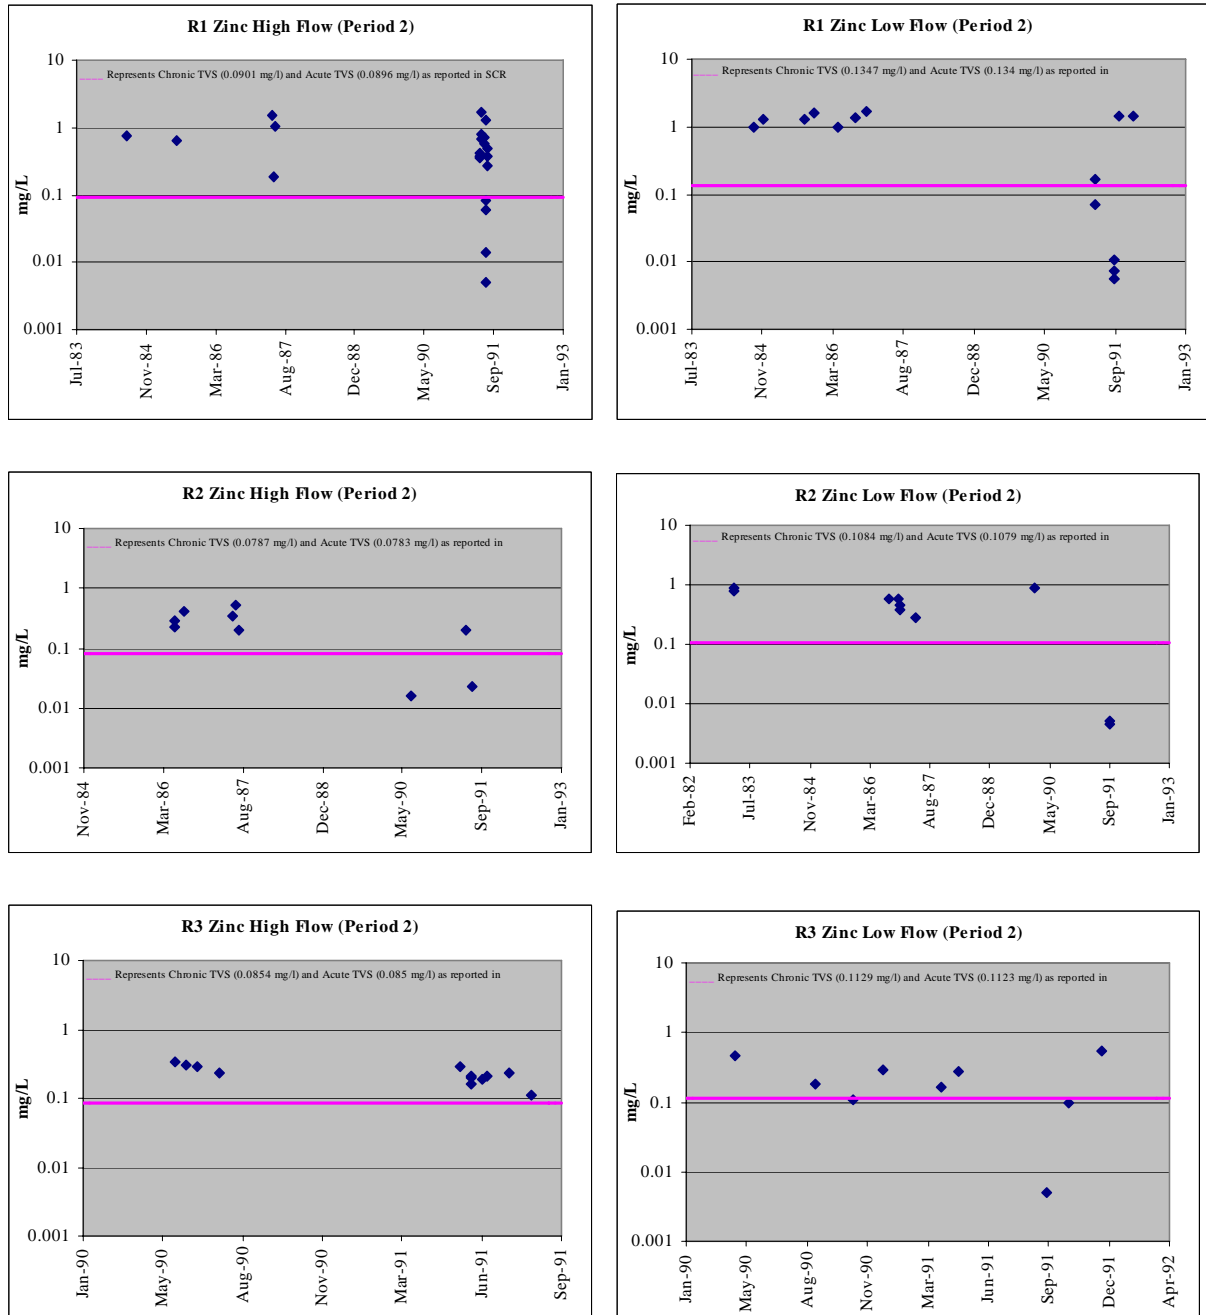 R1 Zinc High Flow (Period 2)
Represents Chronic TVS (0.0901 mg/l) and Acute TVS (0.0896 mg/l) as reported in SCR
mg/L
10
1
0.1
0.01
0.001
Jul-83
Nov-84
Mar-86
Aug-87
Dec-88
May-90
Sep-91
Jan-93
R1 Zinc Low Flow (Period 2)
Represents Chronic TVS (0.1347 mg/l) and Acute TVS (0.134 mg/l) as reported in
mg/L
10
1
0.1
0.01
0.001
Jul-83
Nov-84
Mar-86
Aug-87
Dec-88
May-90
Sep-91
Jan-93
R2 Zinc High Flow (Period 2)
Represents Chronic TVS (0.0787 mg/l) and Acute TVS (0.0783 mg/l) as reported in
mg/L
10
1
0.1
0.01
0.001
Nov-84
Mar-86
Aug-87
Dec-88
May-90
Sep-91
Jan-93
R2 Zinc Low Flow (Period 2)
Represents Chronic TVS (0.1084 mg/l) and Acute TVS (0.1079 mg/l) as reported in
mg/L
10
1
0.1
0.01
0.001
Feb-82
Jul-83
Nov-84
Mar-86
Aug-87
Dec-88
May-90
Sep-91
Jan-93
R3 Zinc High Flow (Period 2)
Represents Chronic TVS (0.0854 mg/l) and Acute TVS (0.085 mg/l) as reported in
mg/L
10
1
0.1
0.01
0.001
Jan-90
May-90
Aug-90
Nov-90
Mar-91
Jun-91
Sep-91
R3 Zinc Low Flow (Period 2)
Represents Chronic TVS (0.1129 mg/l) and Acute TVS (0.1123 mg/l) as reported in
mg/L
10
1
0.1
0.01
0.001
Jan-90
May-90
Aug-90
Nov-90
Mar-91
Jun-91
Sep-91
Dec-91
Apr-92